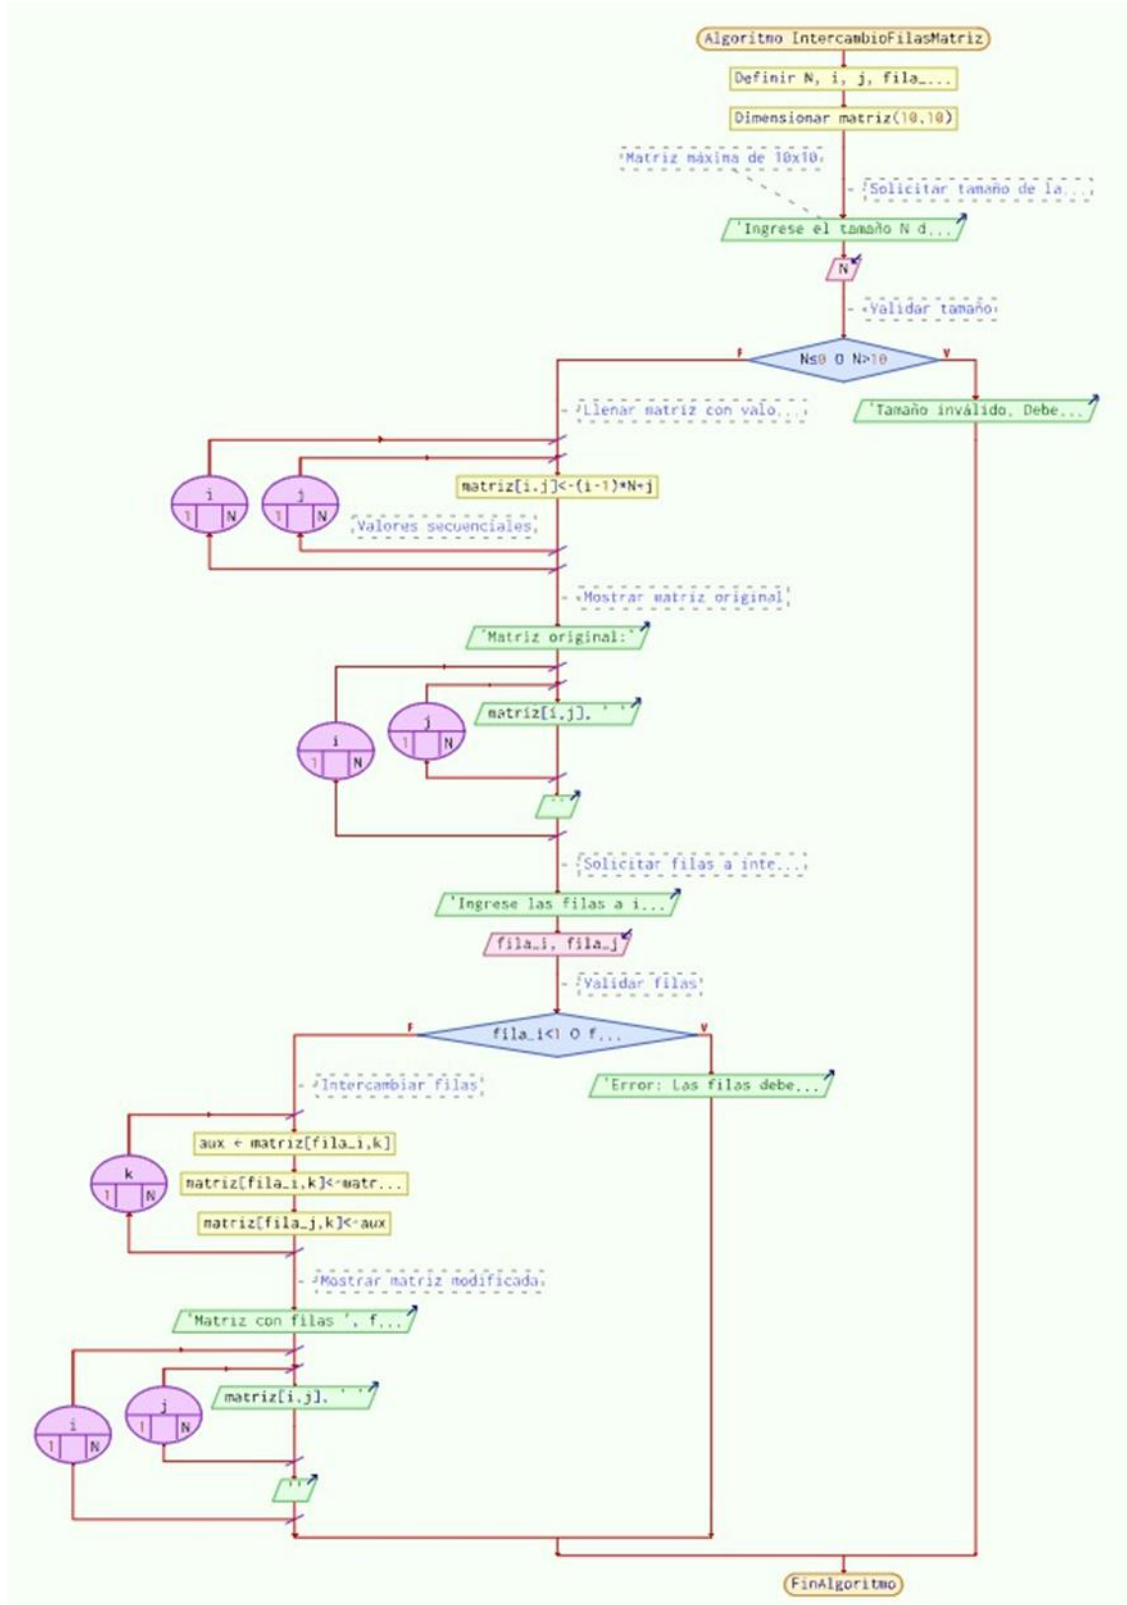 Algoritmo IntercambioFilasMatriz
Definir N, i, j, fila_...
Dimensionar matriz(10,10)
Matriz máxima de 10x10
Solicitar tamaño de la...
'Ingrese el tamaño N d...
N
Validar tamaño
N≤0 O N>10
F
V
Llenar matriz con valo...
'Tamaño inválido. Debe...
matriz[i,j]<-(i-1)*N+j
i
1 N
j
1 N
Valores secuenciales
Mostrar matriz original
'Matriz original:'
matriz[i,j], ' '
j
1 N
i
1 N
''
Solicitar filas a inte...
'Ingrese las filas a i...
fila_i, fila_j
Validar filas
fila_i<1 O f...
F
V
Intercambiar filas
'Error: Las filas debe...
aux ← matriz[fila_i,k]
k
1 N
matriz[fila_i,k]<-matr...
matriz[fila_j,k]<-aux
Mostrar matriz modificada
'Matriz con filas ', f...
matriz[i,j], ' '
j
1 N
i
1 N
''
FinAlgoritmo